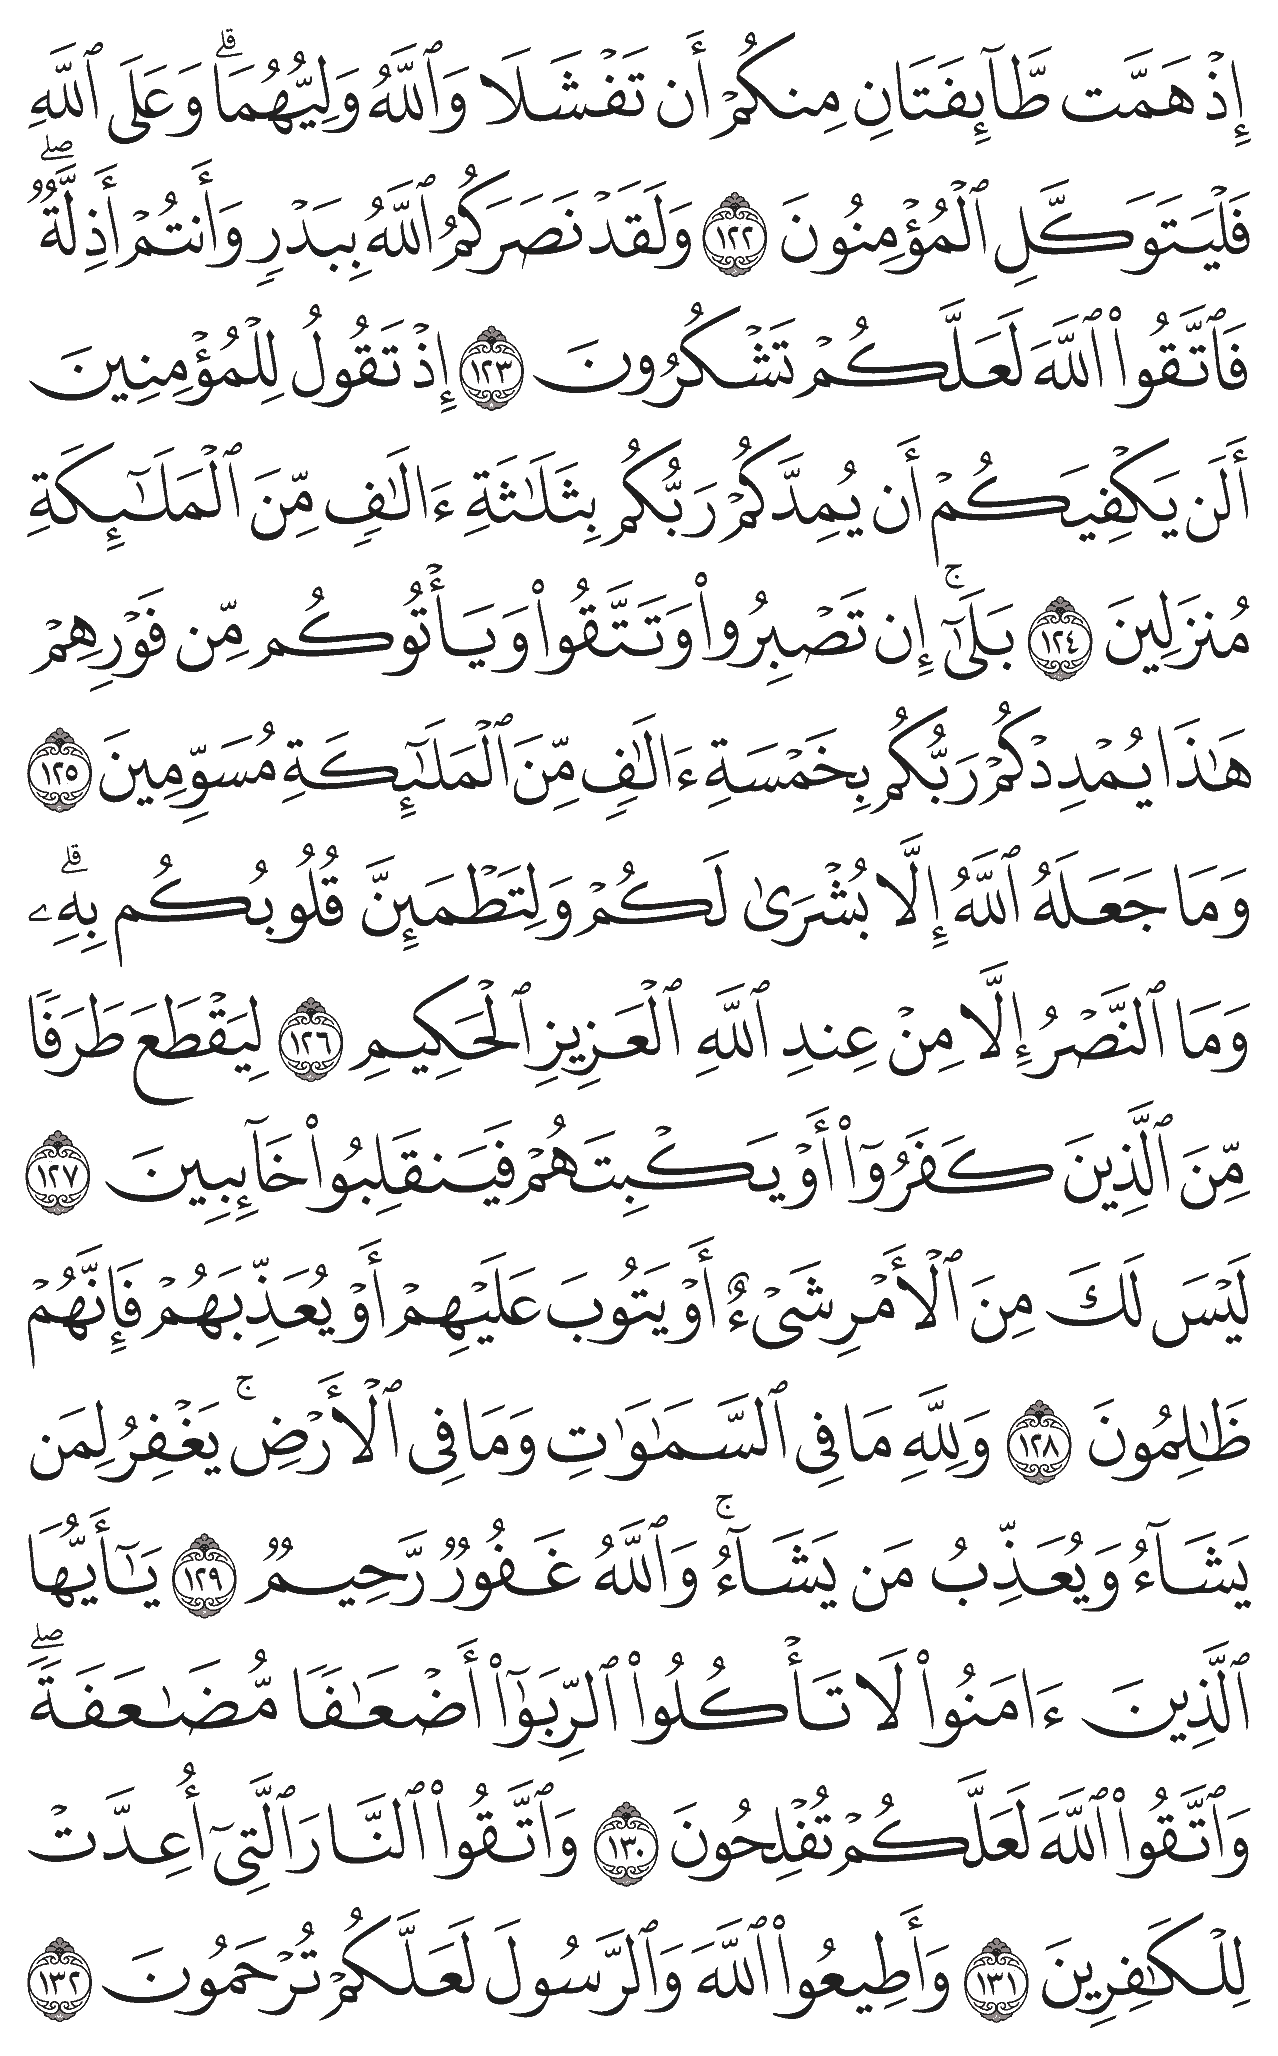 إِذۡ هَمَّت طَّآئِفَتَانِ مِنكُمۡ أَن تَفۡشَلَا وَٱللَّهُ وَلِيُّهُمَاۗ وَعَلَى ٱللَّهِ
فَلۡيَتَوَكَّلِ ٱلۡمُؤۡمِنُونَ ١٢٢ وَلَقَدۡ نَصَرَكُمُ ٱللَّهُ بِبَدۡرٖ وَأَنتُمۡ أَذِلَّةٞۖ
فَٱتَّقُواْ ٱللَّهَ لَعَلَّكُمۡ تَشۡكُرُونَ ١٢٣ إِذۡ تَقُولُ لِلۡمُؤۡمِنِينَ
أَلَن يَكۡفِيَكُمۡ أَن يُمِدَّكُمۡ رَبُّكُم بِثَلَٰثَةِ ءَالَٰفٖ مِّنَ ٱلۡمَلَٰٓئِكَةِ
مُنزَلِينَ ١٢٤ بَلَىٰٓۚ إِن تَصۡبِرُواْ وَتَتَّقُواْ وَيَأۡتُوكُم مِّن فَوۡرِهِمۡ
هَٰذَا يُمۡدِدۡكُمۡ رَبُّكُم بِخَمۡسَةِ ءَالَٰفٖ مِّنَ ٱلۡمَلَٰٓئِكَةِ مُسَوِّمِينَ ١٢٥
وَمَا جَعَلَهُ ٱللَّهُ إِلَّا بُشۡرَىٰ لَكُمۡ وَلِتَطۡمَئِنَّ قُلُوبُكُم بِهِۦۗ
وَمَا ٱلنَّصۡرُ إِلَّا مِنۡ عِندِ ٱللَّهِ ٱلۡعَزِيزِ ٱلۡحَكِيمِ ١٢٦ لِيَقۡطَعَ طَرَفٗا
مِّنَ ٱلَّذِينَ كَفَرُوٓاْ أَوۡ يَكۡبِتَهُمۡ فَيَنقَلِبُواْ خَآئِبِينَ ١٢٧
لَيۡسَ لَكَ مِنَ ٱلۡأَمۡرِ شَيۡءٌ أَوۡ يَتُوبَ عَلَيۡهِمۡ أَوۡ يُعَذِّبَهُمۡ فَإِنَّهُمۡ
ظَٰلِمُونَ ١٢٨ وَلِلَّهِ مَا فِي ٱلسَّمَٰوَٰتِ وَمَا فِي ٱلۡأَرۡضِۚ يَغۡفِرُ لِمَن
يَشَآءُ وَيُعَذِّبُ مَن يَشَآءُۚ وَٱللَّهُ غَفُورٞ رَّحِيمٞ ١٢٩ يَٰٓأَيُّهَا
ٱلَّذِينَ ءَامَنُواْ لَا تَأۡكُلُواْ ٱلرِّبَوٰٓاْ أَضۡعَٰفٗا مُّضَٰعَفَةٗۖ
وَٱتَّقُواْ ٱللَّهَ لَعَلَّكُمۡ تُفۡلِحُونَ ١٣٠ وَٱتَّقُواْ ٱلنَّارَ ٱلَّتِيٓ أُعِدَّتۡ
لِلۡكَٰفِرِينَ ١٣١ وَأَطِيعُواْ ٱللَّهَ وَٱلرَّسُولَ لَعَلَّكُمۡ تُرۡحَمُونَ ١٣٢